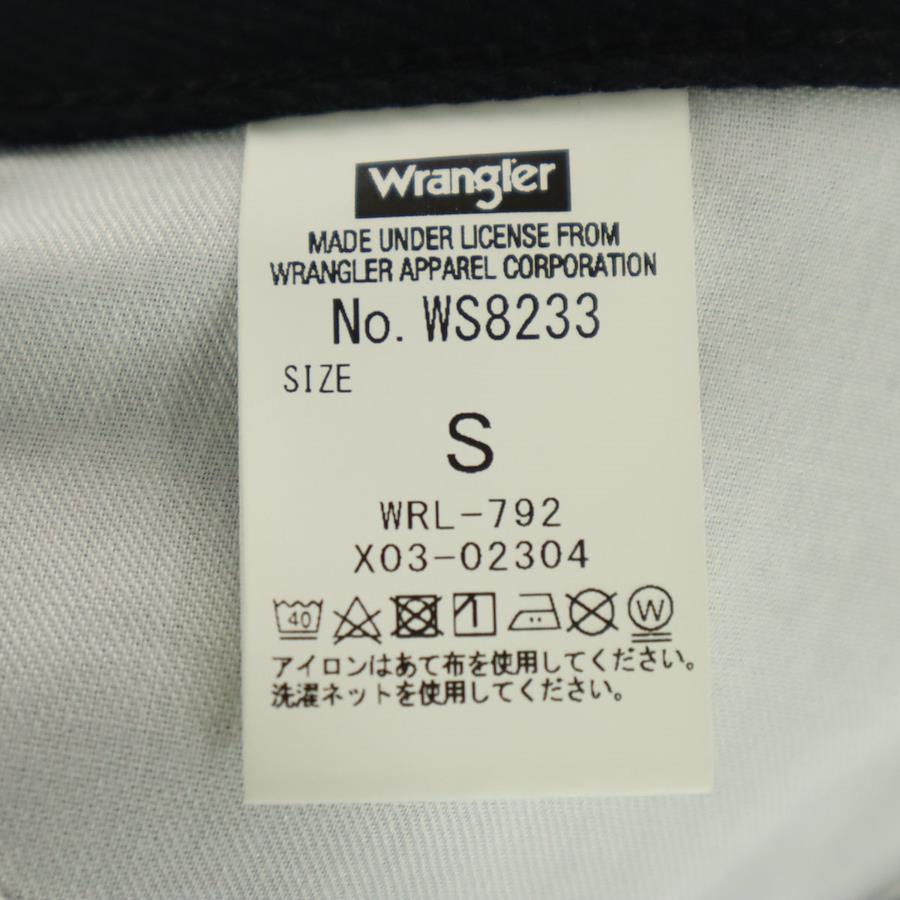 Wrangler
MADE UNDER LICENSE FROM
WRANGLER APPAREL CORPORATION
No. WS8233
SIZE
S
WRL-792
X03-02304
40 W
アイロンはあて布を使用してください。
洗濯ネットを使用してください。